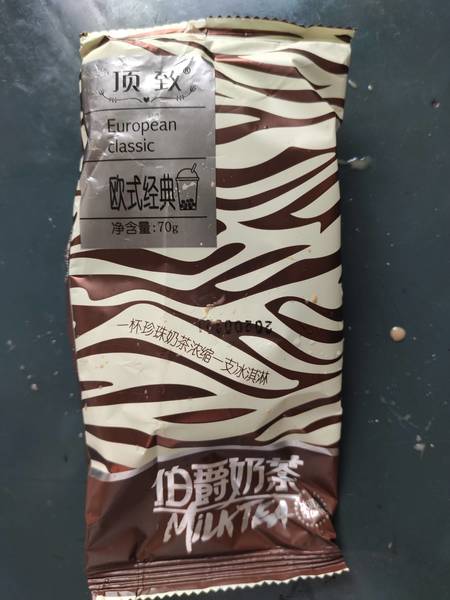 顶致®
European
classic
欧式经典
净含量:70g
一杯珍珠奶茶浓缩一支冰淇淋
伯爵奶茶
MILKTEA